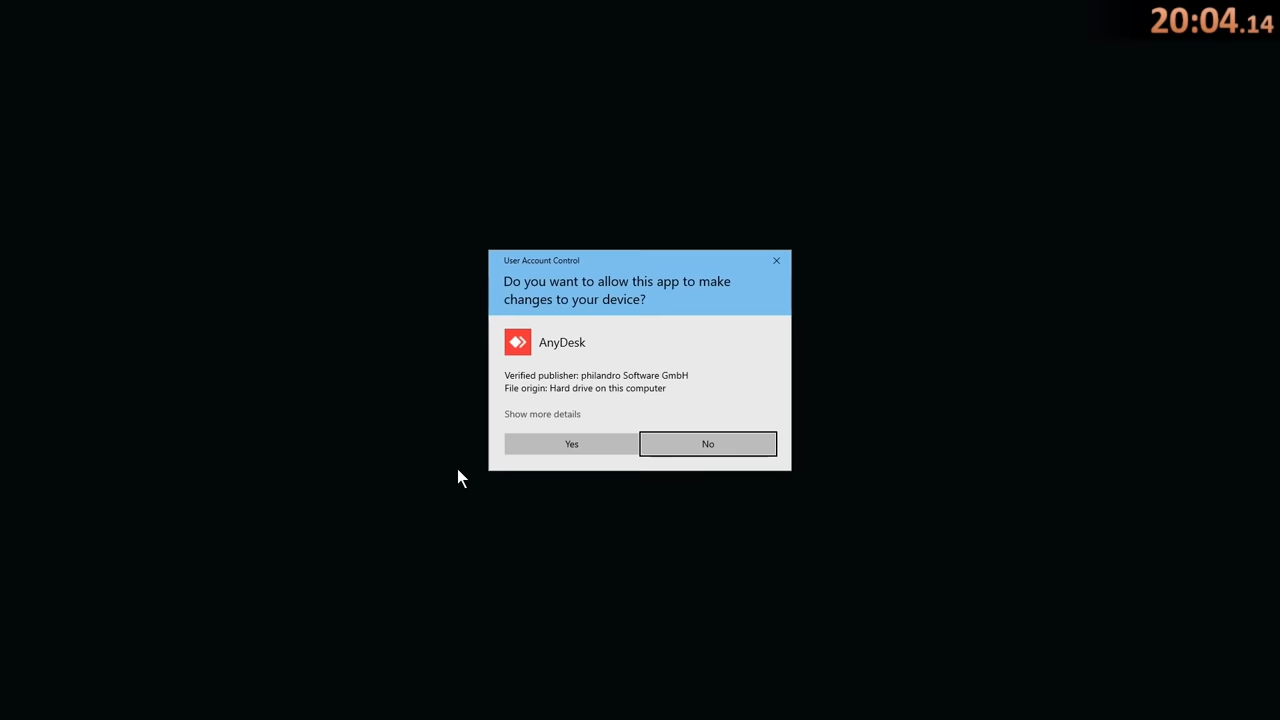 20:04.14
User Account Control
Do you want to allow this app to make
changes to your device?
AnyDesk
Verified publisher: philandro Software GmbH
File origin: Hard drive on this computer
Show more details
Yes
No